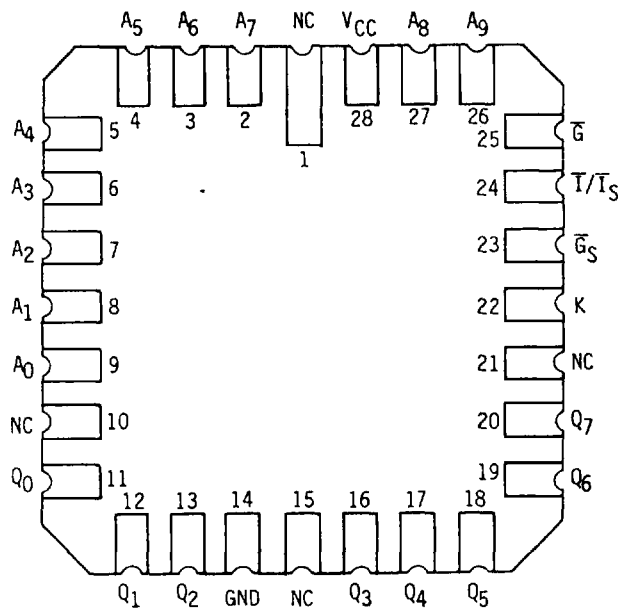 A5 A6 A7 NC VCC A8 A9
4 3 2 1 28 27 26
A4 5 25 G̅
A3 6 24 I̅/I̅S
A2 7 23 G̅S
A1 8 22 K
A0 9 21 NC
NC 10 20 Q7
Q0 11 19 Q6
12 13 14 15 16 17 18
Q1 Q2 GND NC Q3 Q4 Q5